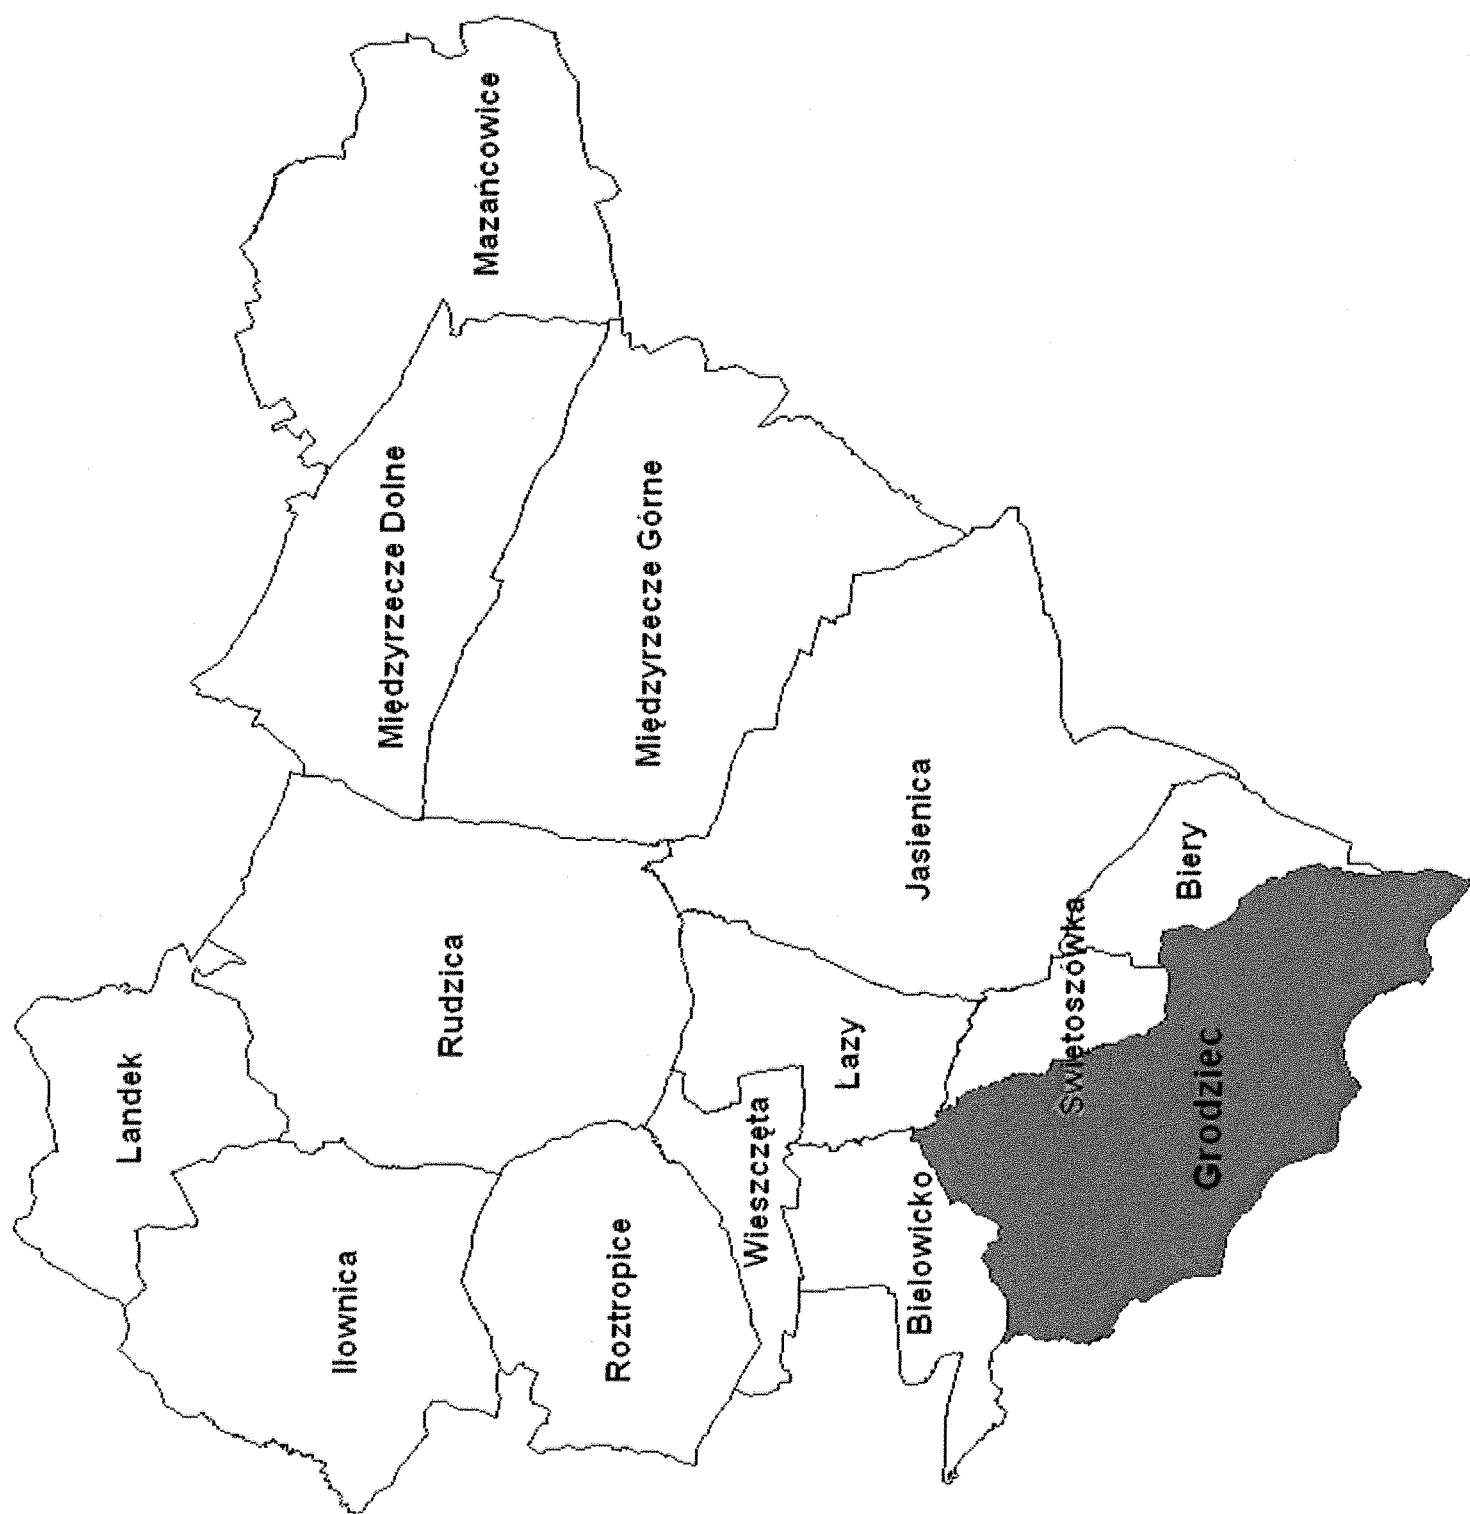 Landek
Iłownica
Rudzica
Roztropice
Międzyrzecze Dolne
Mazańcowice
Międzyrzecze Górne
Wieszczęta
Łazy
Jasienica
Bielowicko
Świętoszówka
Biery
Grodziec